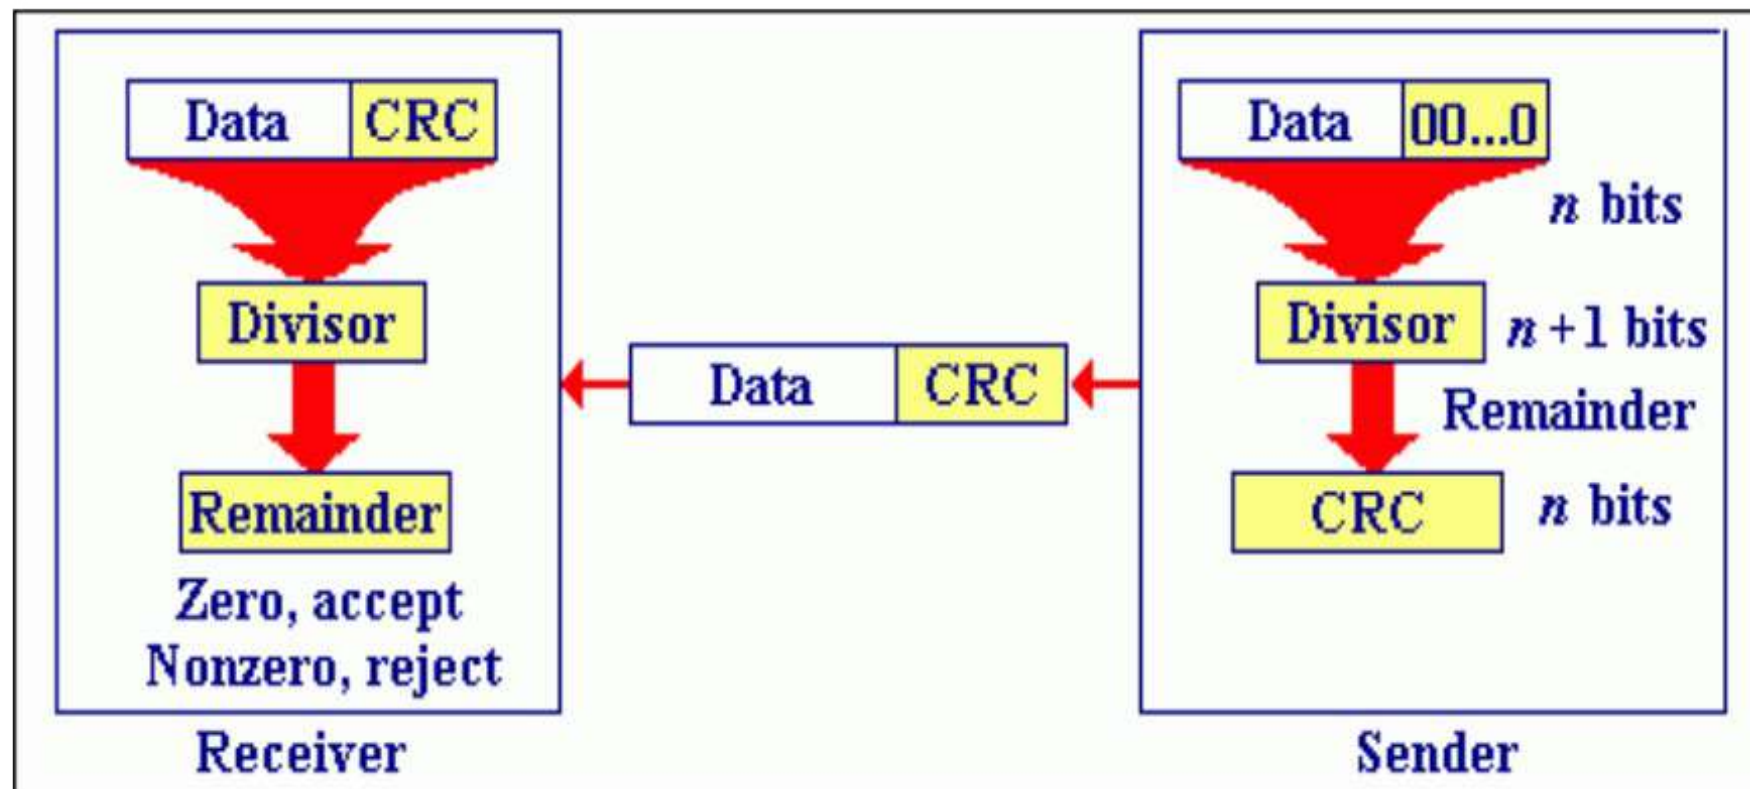 Data CRC
Divisor
Remainder
Zero, accept
Nonzero, reject
Receiver
Data CRC
Data 00...0
n bits
Divisor n+1 bits
Remainder
CRC n bits
Sender